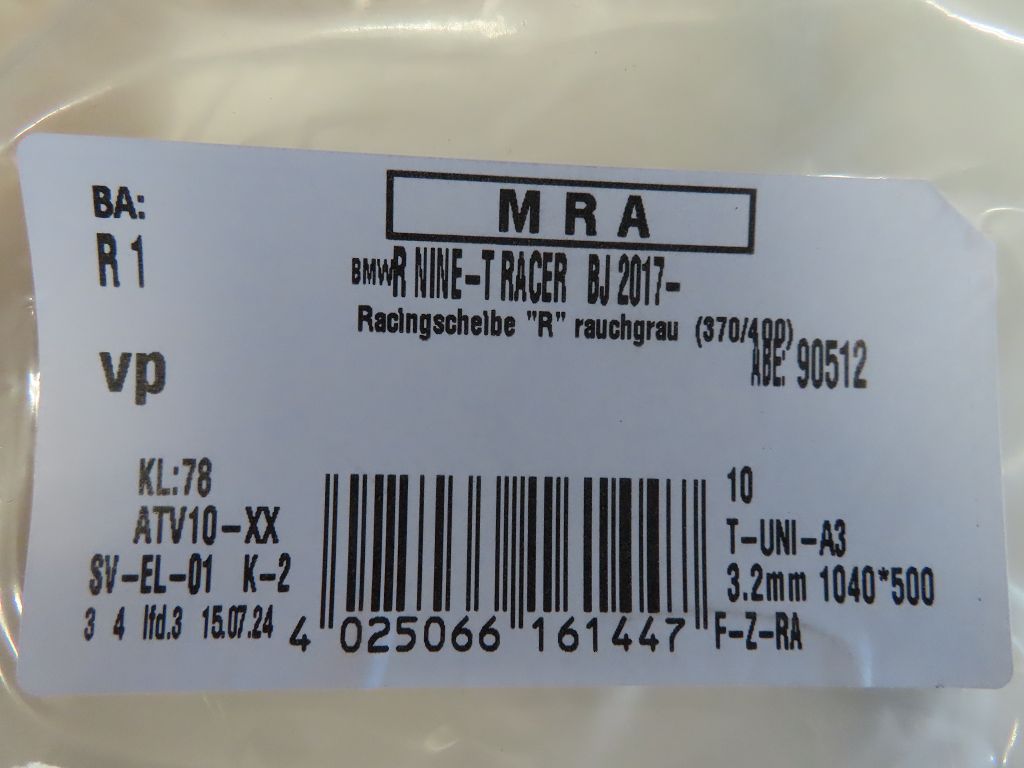 BA:
R 1
vp
MRA
BMW R NINE-T RACER BJ 2017-
Racingscheibe "R" rauchgrau (370/400)
ABE: 90512
KL:78
ATV10-XX
SV-EL-01 K-2
3 4 lfd.3 15.07.24
4 025066 161447
10
T-UNI-A3
3.2mm 1040*500
F-Z-RA